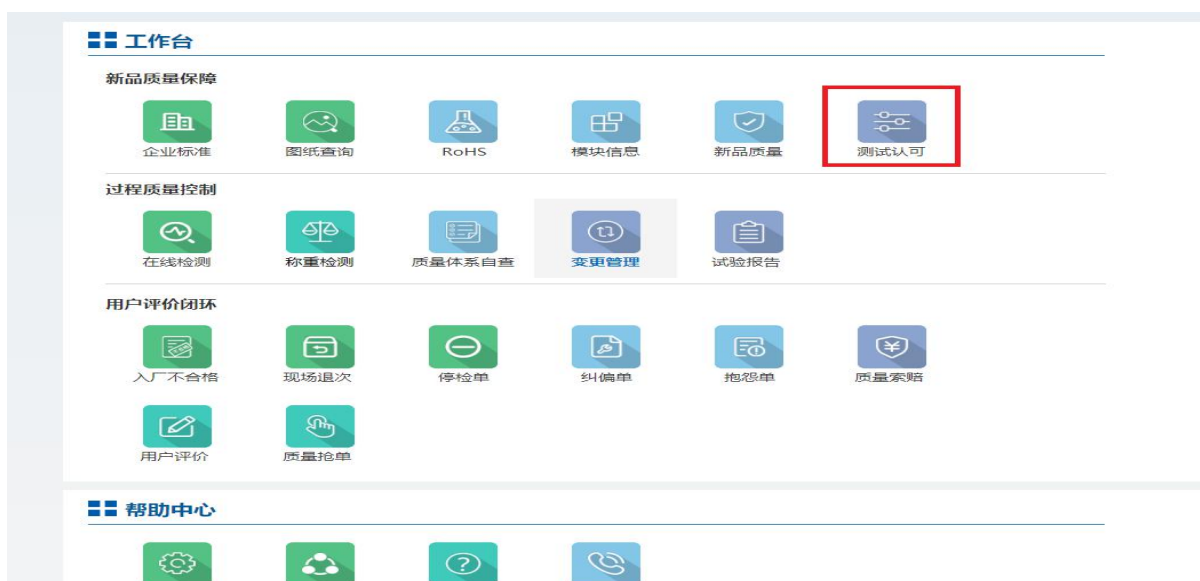 工作台
新品质量保障
企业标准 图纸查询 RoHS 模块信息 新品质量 测试认可
过程质量控制
在线检测 称重检测 质量体系自查 变更管理 试验报告
用户评价闭环
入厂不合格 现场退次 停检单 纠偏单 抱怨单 质量索赔
用户评价 质量抢单
帮助中心